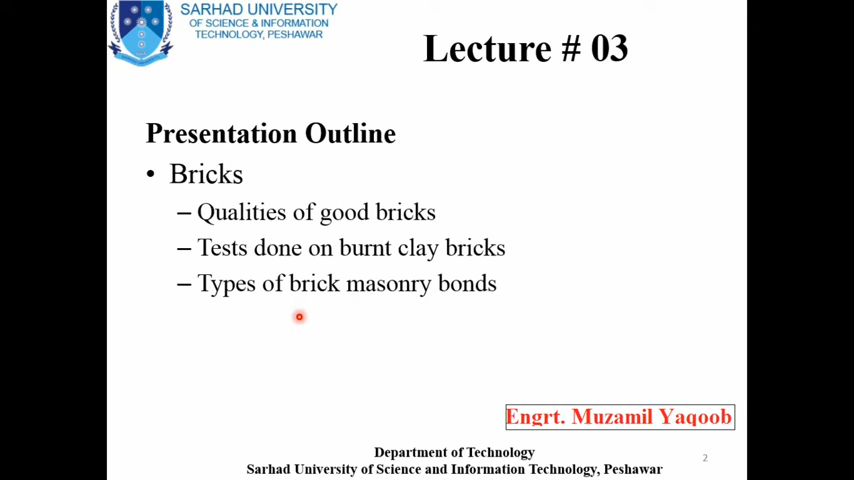 SARHAD UNIVERSITY
OF SCIENCE & INFORMATION
TECHNOLOGY, PESHAWAR
Lecture # 03
Presentation Outline
• Bricks
– Qualities of good bricks
– Tests done on burnt clay bricks
– Types of brick masonry bonds
Engrt. Muzamil Yaqoob
Department of Technology
Sarhad University of Science and Information Technology, Peshawar
2